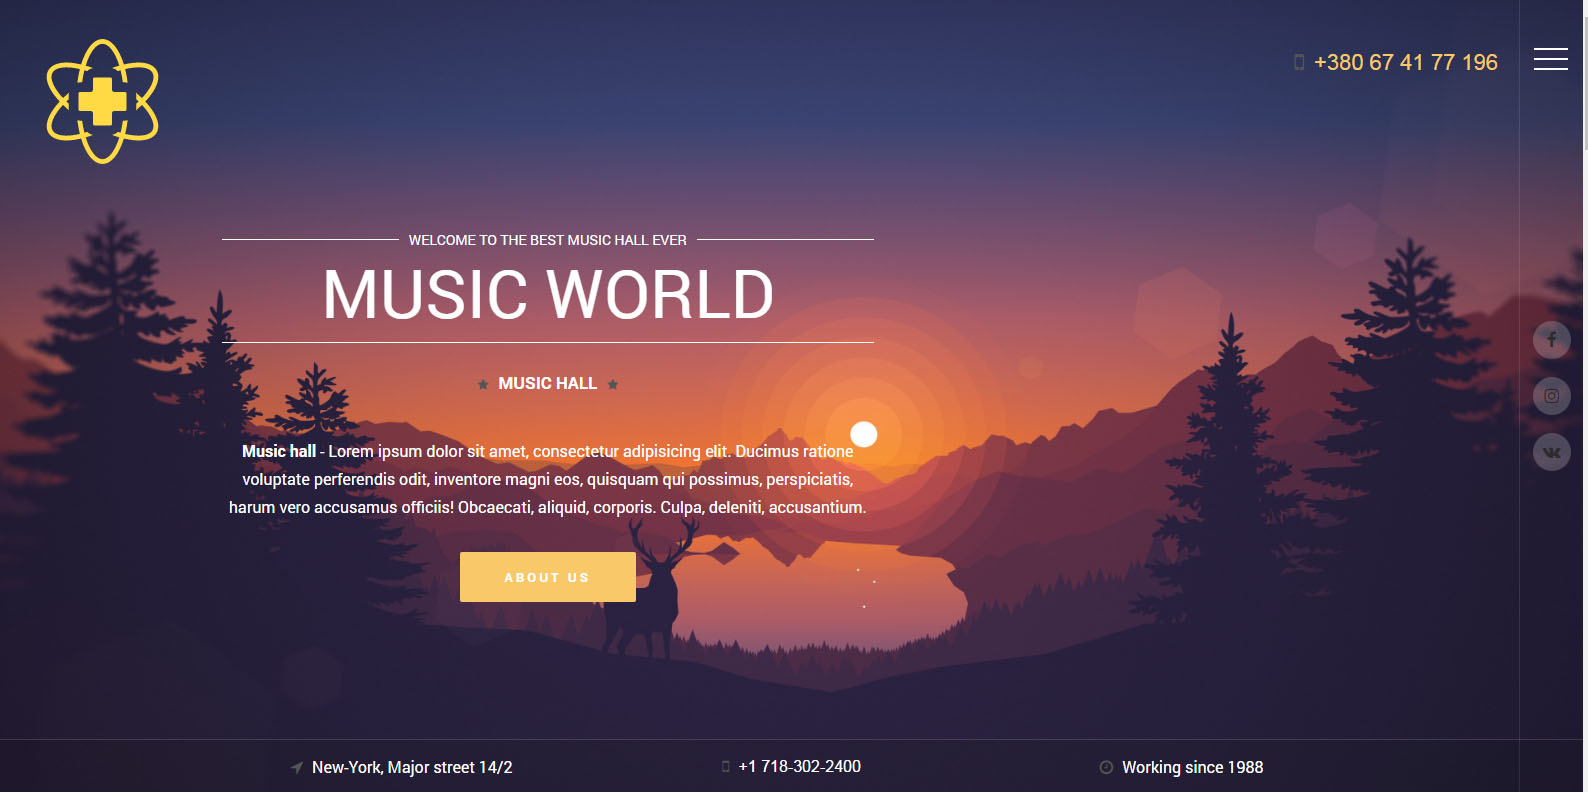 +380 67 41 77 196
WELCOME TO THE BEST MUSIC HALL EVER
MUSIC WORLD
MUSIC HALL
Music hall - Lorem ipsum dolor sit amet, consectetur adipisicing elit. Ducimus ratione
voluptate perferendis odit, inventore magni eos, quisquam qui possimus, perspiciatis,
harum vero accusamus officiis! Obcaecati, aliquid, corporis. Culpa, deleniti, accusantium.
ABOUT US
New-York, Major street 14/2
+1 718-302-2400
Working since 1988